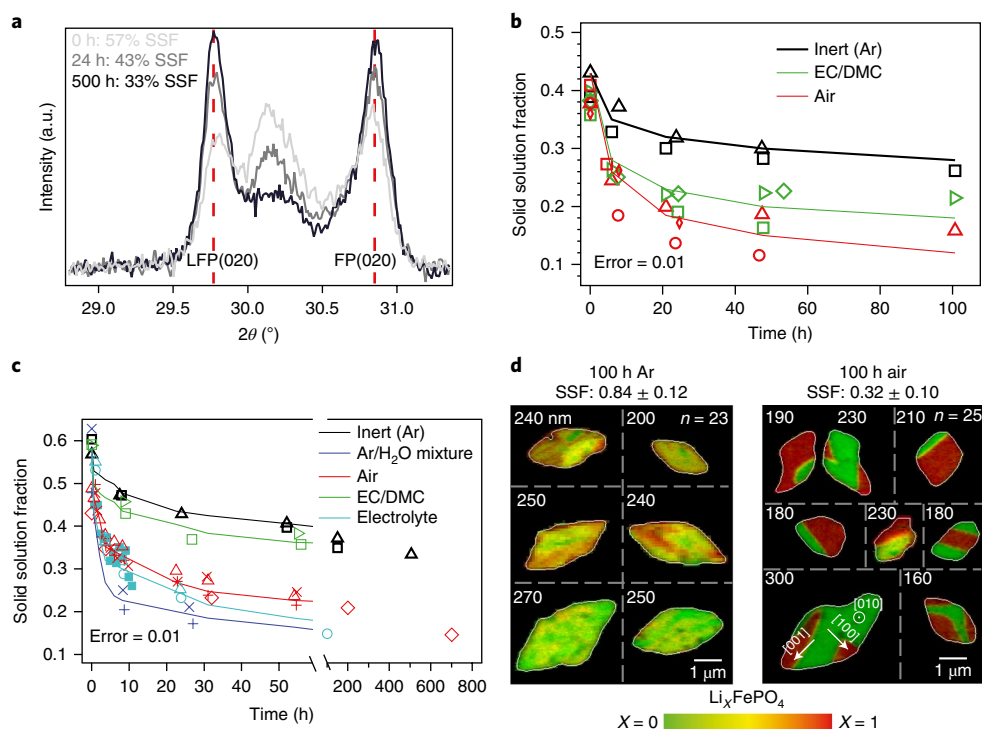 a
0 h: 57% SSF
24 h: 43% SSF
500 h: 33% SSF
Intensity (a.u.)
LFP(020)
FP(020)
29.0 29.5 30.0 30.5 31.0
2θ (°)
b
Solid solution fraction
0.5
0.4
0.3
0.2
0.1
Inert (Ar)
EC/DMC
Air
Error = 0.01
0 20 40 60 80 100
Time (h)
c
Solid solution fraction
0.6
0.5
0.4
0.3
0.2
0.1
Inert (Ar)
Ar/H₂O mixture
Air
EC/DMC
Electrolyte
Error = 0.01
0 10 30 50 200 400 600 800
Time (h)
d
100 h Ar
SSF: 0.84 ± 0.12
240 nm 200 n = 23
250 240
270 250
1 μm
100 h air
SSF: 0.32 ± 0.10
190 230 210 n = 25
180 230 180
300 160
[010]
[001] [100]
1 μm
LiXFePO₄
X = 0 X = 1